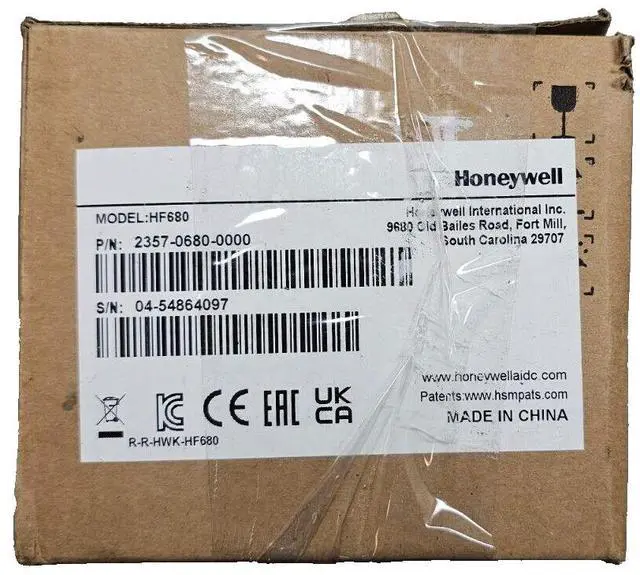 Honeywell
MODEL:HF680
Honeywell International Inc.
9680 Old Bailes Road, Fort Mill,
South Carolina 29707
P/N: 2357-0680-0000
S/N: 04-54864097
www.honeywellaidc.com
Patents:www.hsmpats.com
MADE IN CHINA
CE EAC UK
CA
R-R-HWK-HF680